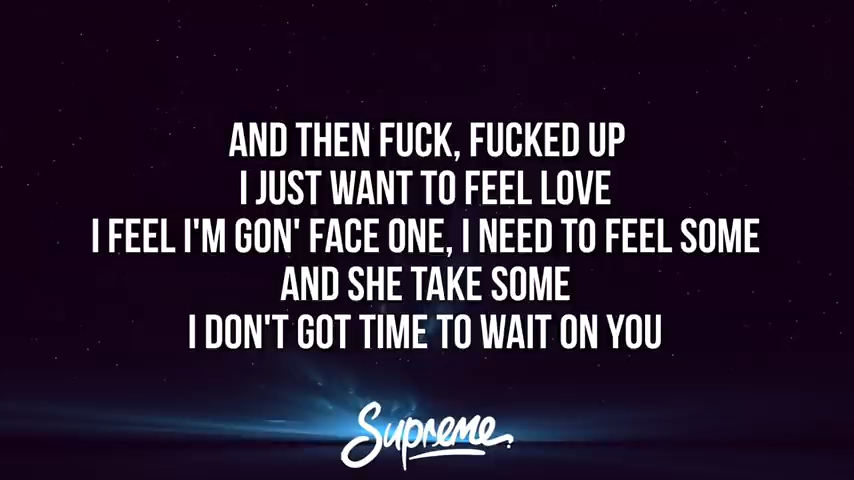 AND THEN FUCK, FUCKED UP
I JUST WANT TO FEEL LOVE
I FEEL I'M GON' FACE ONE, I NEED TO FEEL SOME
AND SHE TAKE SOME
I DON'T GOT TIME TO WAIT ON YOU
Supreme.